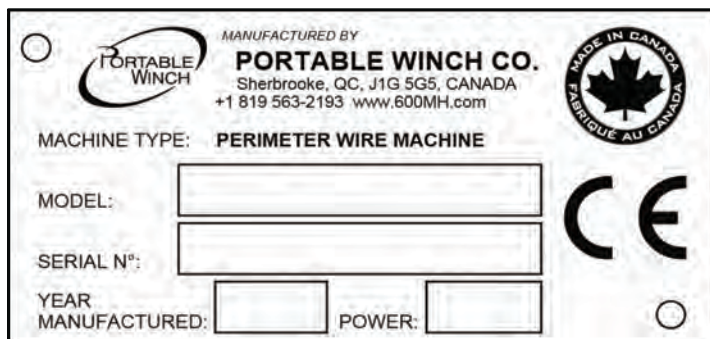 PORTABLE
WINCH
MANUFACTURED BY
PORTABLE WINCH CO.
Sherbrooke, QC, J1G 5G5, CANADA
+1 819 563-2193 www.600MH.com
MADE IN CANADA
FABRIQUÉ AU CANADA
MACHINE TYPE: PERIMETER WIRE MACHINE
MODEL:
CE
SERIAL N°:
YEAR
MANUFACTURED:
POWER: